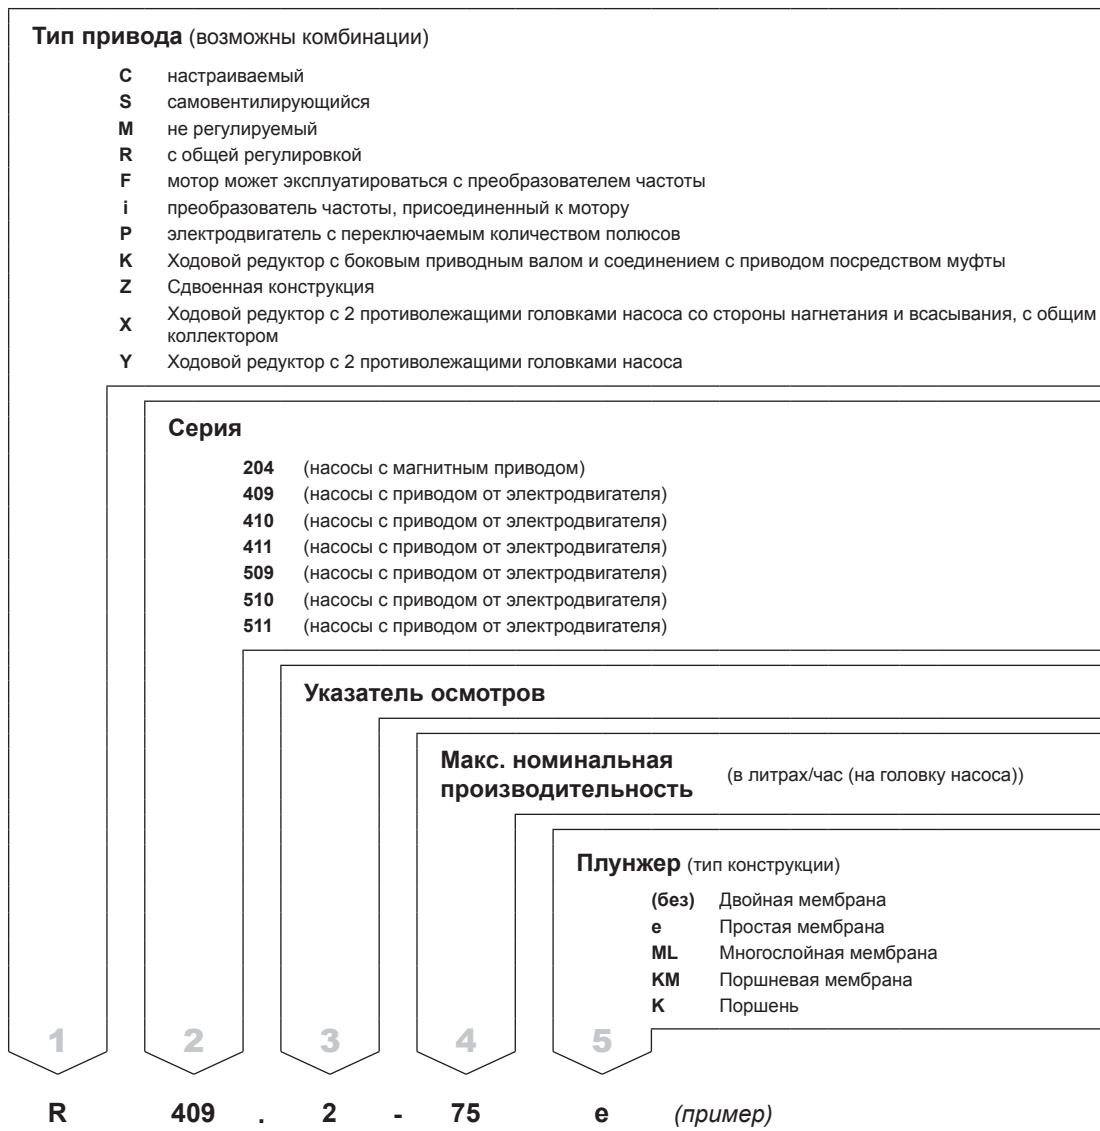 Тип привода (возможны комбинации)
C настраиваемый
S самовентилирующийся
M не регулируемый
R с общей регулировкой
F мотор может эксплуатироваться с преобразователем частоты
i преобразователь частоты, присоединенный к мотору
P электродвигатель с переключаемым количеством полюсов
K Ходовой редуктор с боковым приводным валом и соединением с приводом посредством муфты
Z Сдвоенная конструкция
X Ходовой редуктор с 2 противолежащими головками насоса со стороны нагнетания и всасывания, с общим
коллектором
Y Ходовой редуктор с 2 противолежащими головками насоса
Серия
204 (насосы с магнитным приводом)
409 (насосы с приводом от электродвигателя)
410 (насосы с приводом от электродвигателя)
411 (насосы с приводом от электродвигателя)
509 (насосы с приводом от электродвигателя)
510 (насосы с приводом от электродвигателя)
511 (насосы с приводом от электродвигателя)
Указатель осмотров
Макс. номинальная
производительность (в литрах/час (на головку насоса))
Плунжер (тип конструкции)
(без) Двойная мембрана
e Простая мембрана
ML Многослойная мембрана
KM Поршневая мембрана
K Поршень
1 2 3 4 5
R 409 . 2 - 75 e (пример)